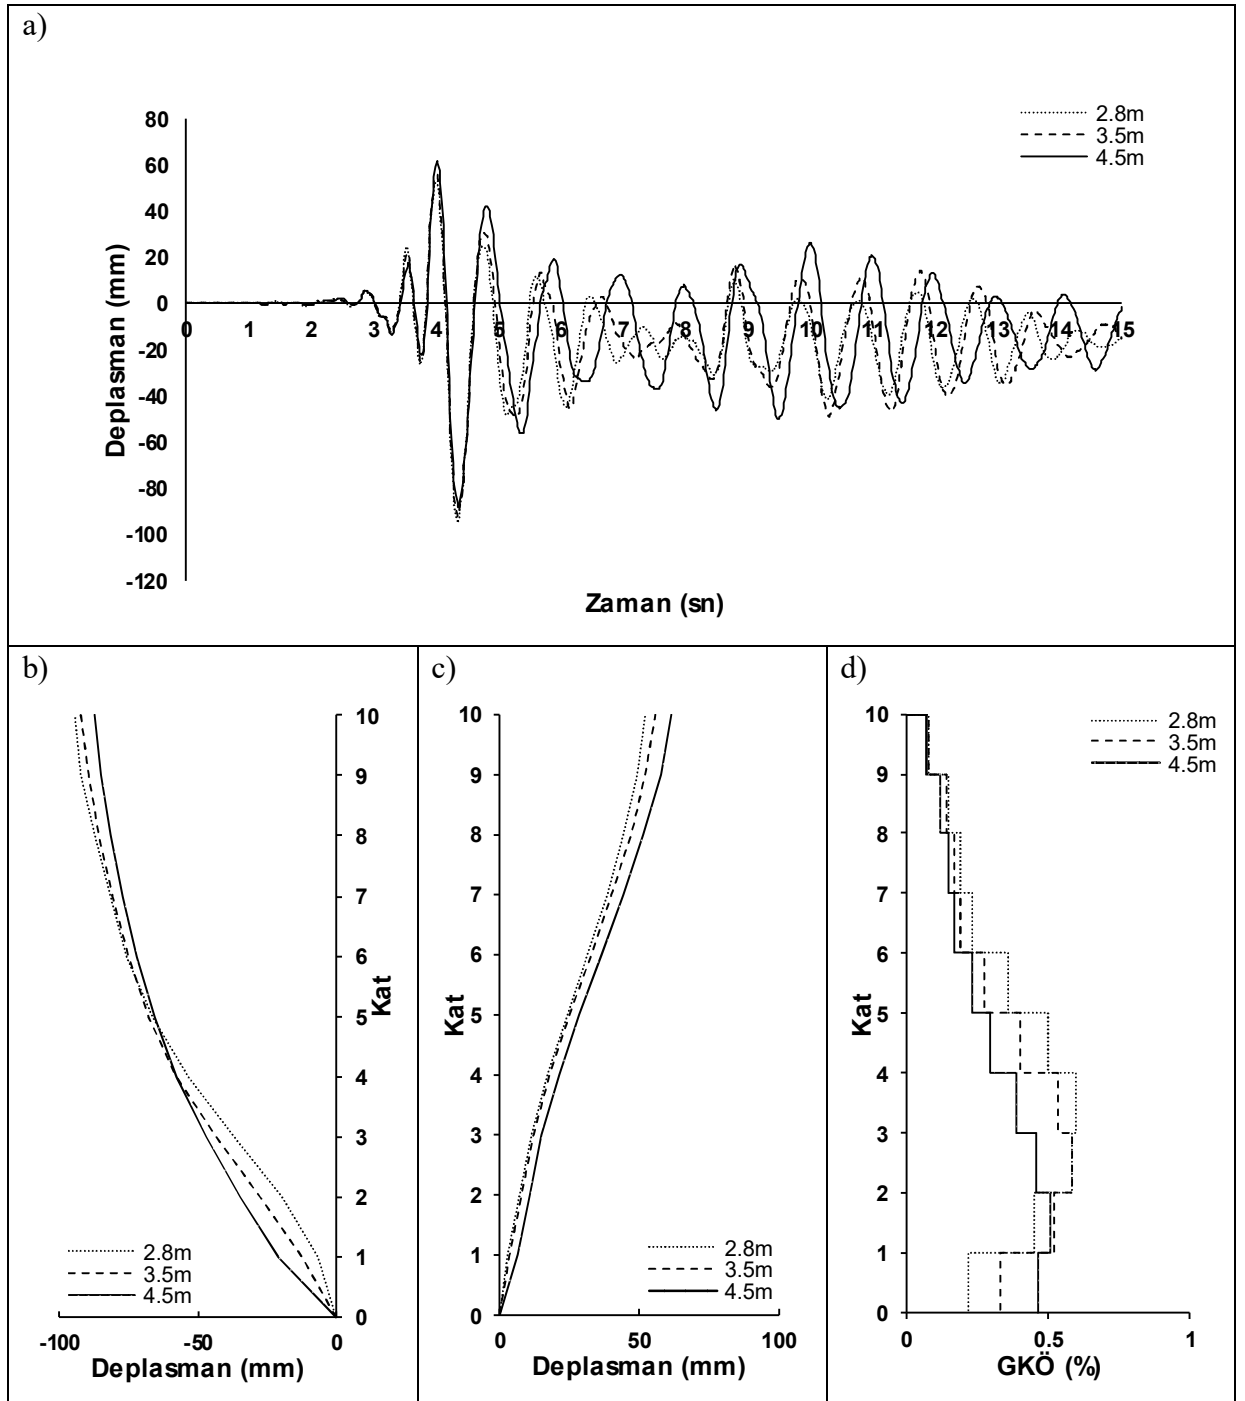 a)
80
60
40
20
0
-20
-40
-60
-80
-100
-120
Deplasman (mm)
0 1 2 3 4 5 6 7 8 9 10 11 12 13 14 15
Zaman (sn)
2.8m
3.5m
4.5m
b)
10
9
8
7
6
5
4
3
2
1
0
Kat
2.8m
3.5m
4.5m
-100 -50 0
Deplasman (mm)
c)
10
9
8
7
6
5
4
3
2
1
0
Kat
2.8m
3.5m
4.5m
0 50 100
Deplasman (mm)
d)
10
9
8
7
6
5
4
3
2
1
0
Kat
2.8m
3.5m
4.5m
0 0.5 1
GKÖ (%)